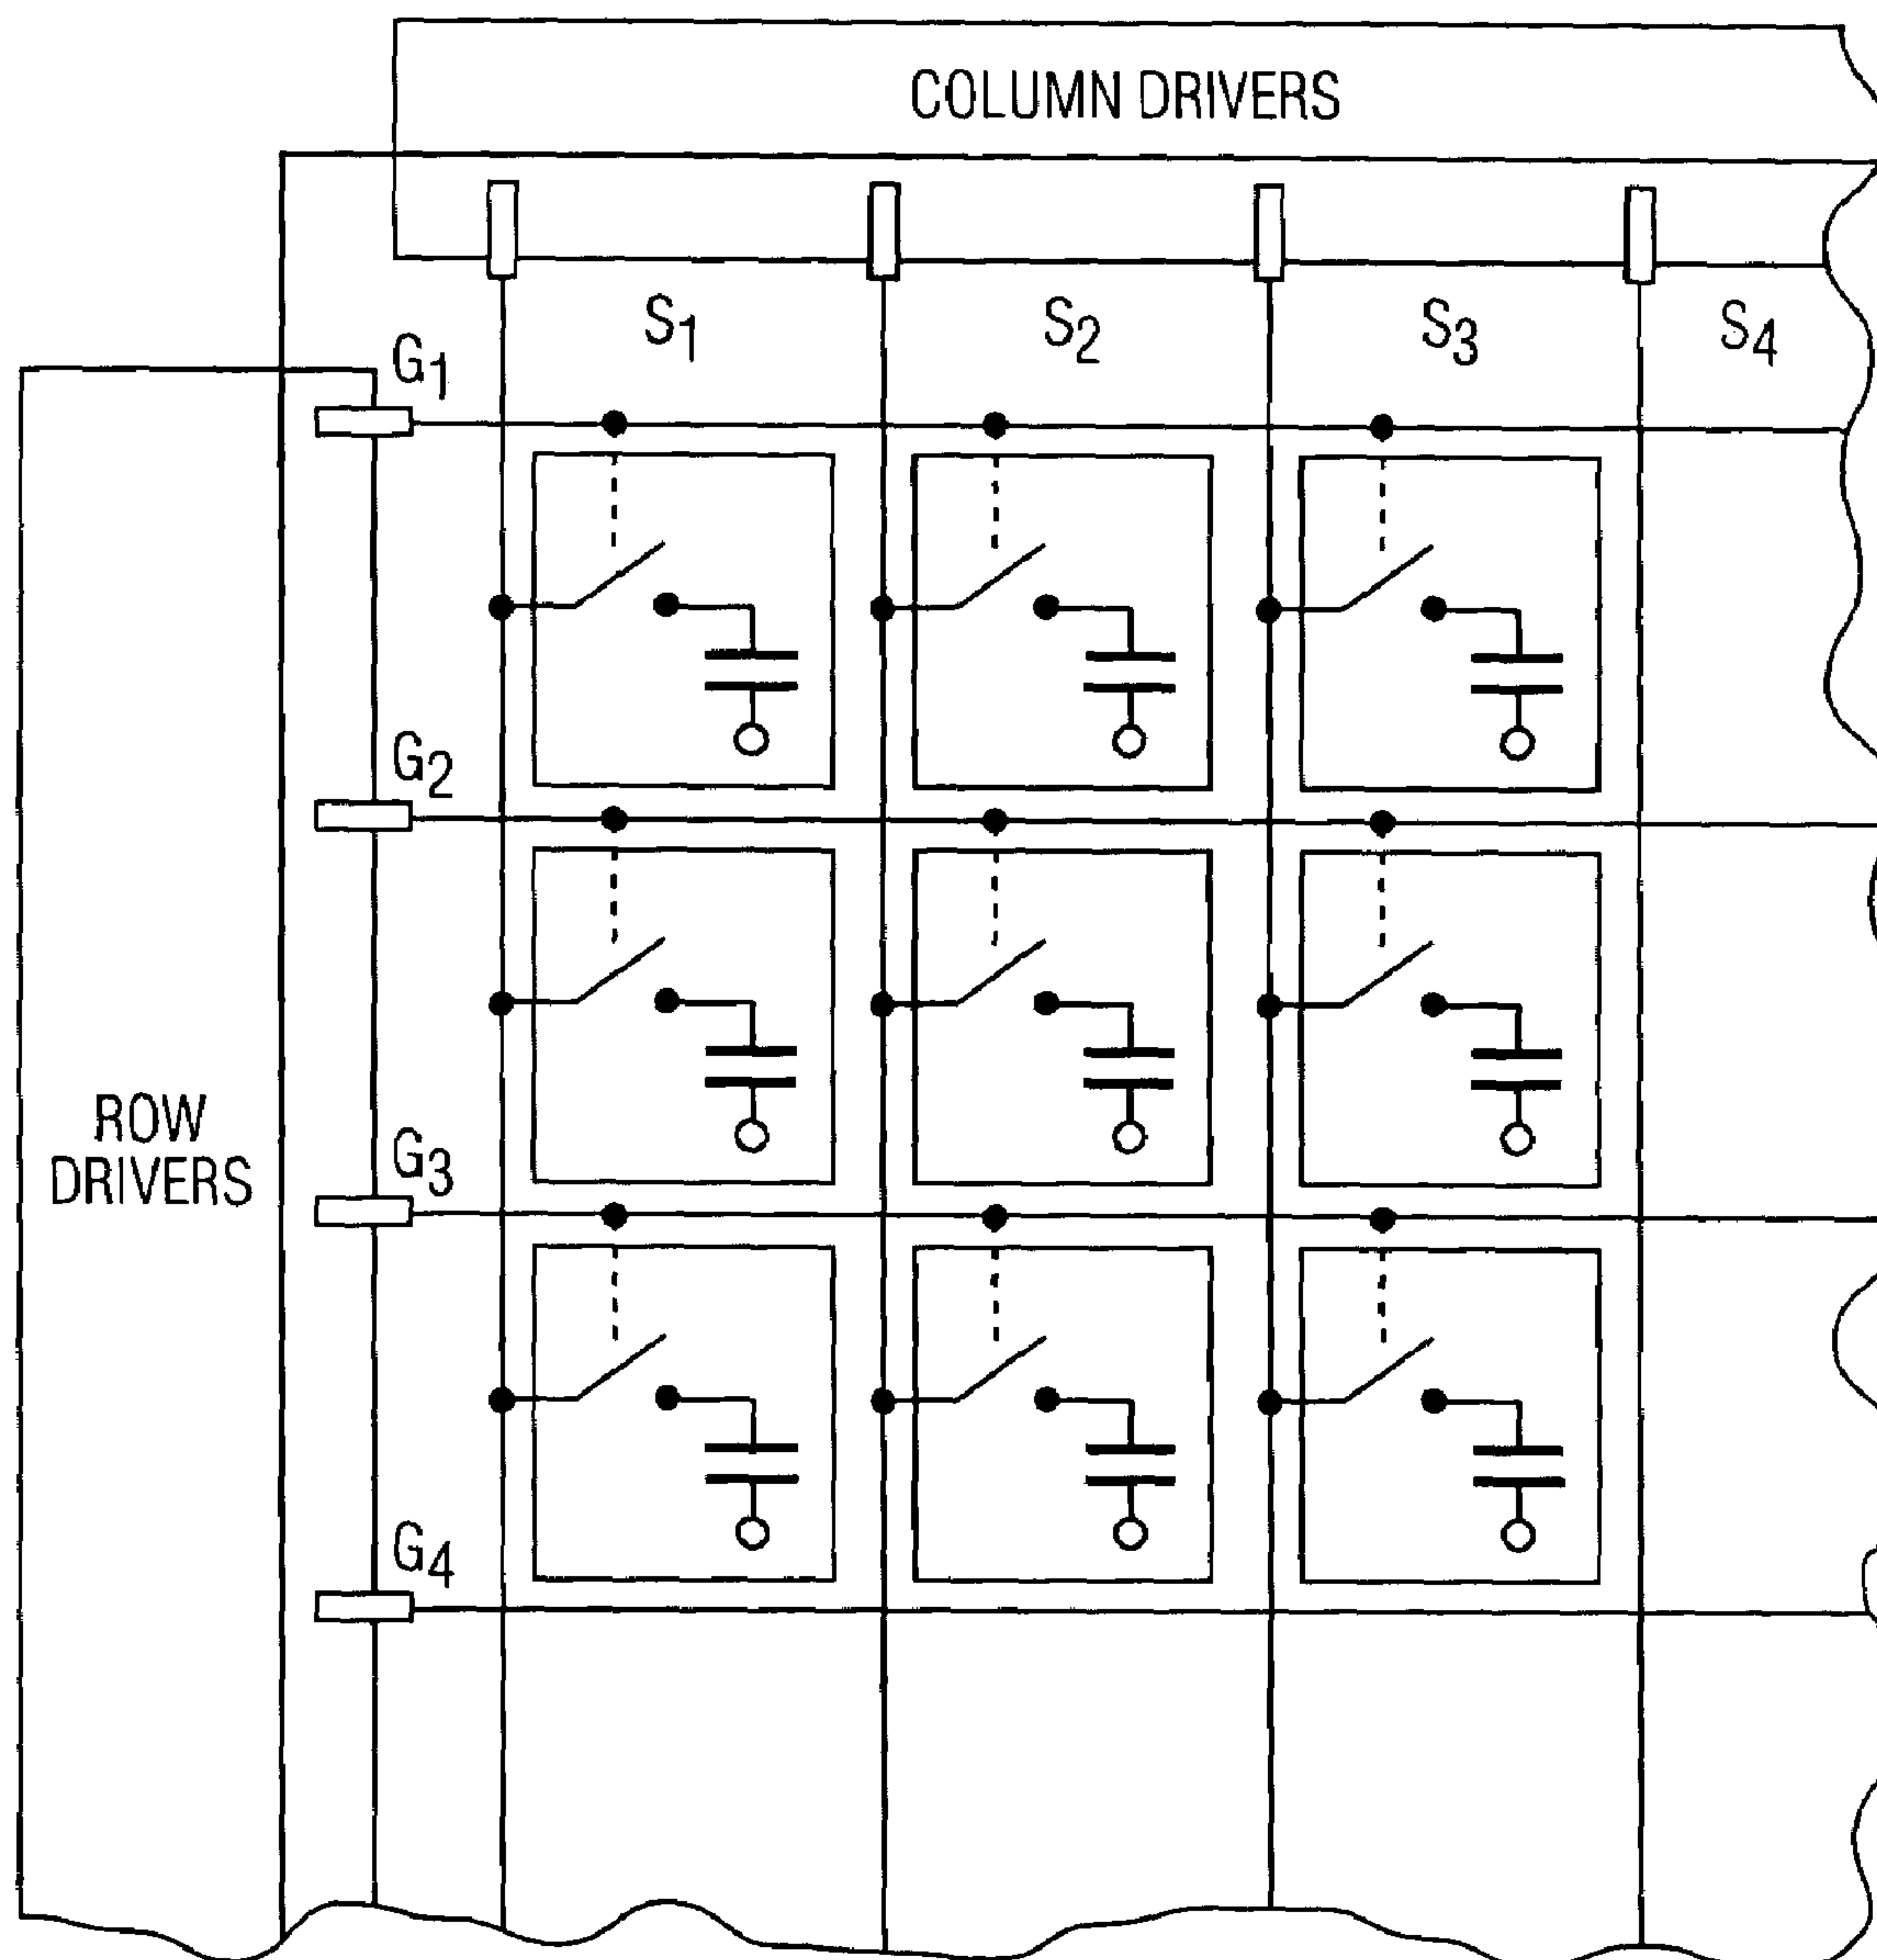 COLUMN DRIVERS
S1 S2 S3 S4
G1
G2
ROW
DRIVERS
G3
G4